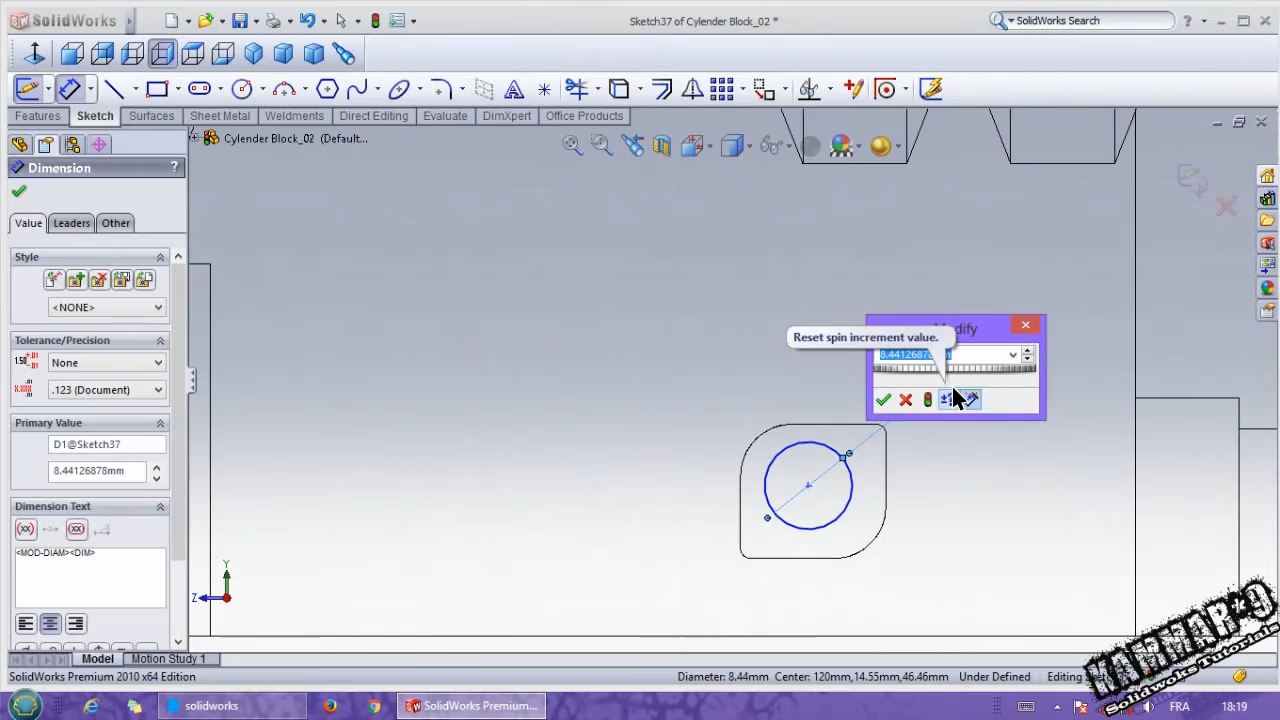 SolidWorks
Sketch37 of Cylender Block_02 *
SolidWorks Search
Features
Sketch
Surfaces
Sheet Metal
Weldments
Direct Editing
Evaluate
DimXpert
Office Products
Cylender Block_02 (Default...
Dimension
?
Value
Leaders
Other
Style
<NONE>
Tolerance/Precision
None
.123 (Document)
Primary Value
D1@Sketch37
8.44126878mm
Dimension Text
<MOD-DIAM><DIM>
Reset spin increment value.
Y
Z
Model
Motion Study 1
SolidWorks Premium 2010 x64 Edition
Diameter: 8.44mm
Center: 120mm,14.55mm,46.46mm
Under Defined
solidworks
SolidWorks Premium...
FRA
18:19
Solidwoks Tutorials